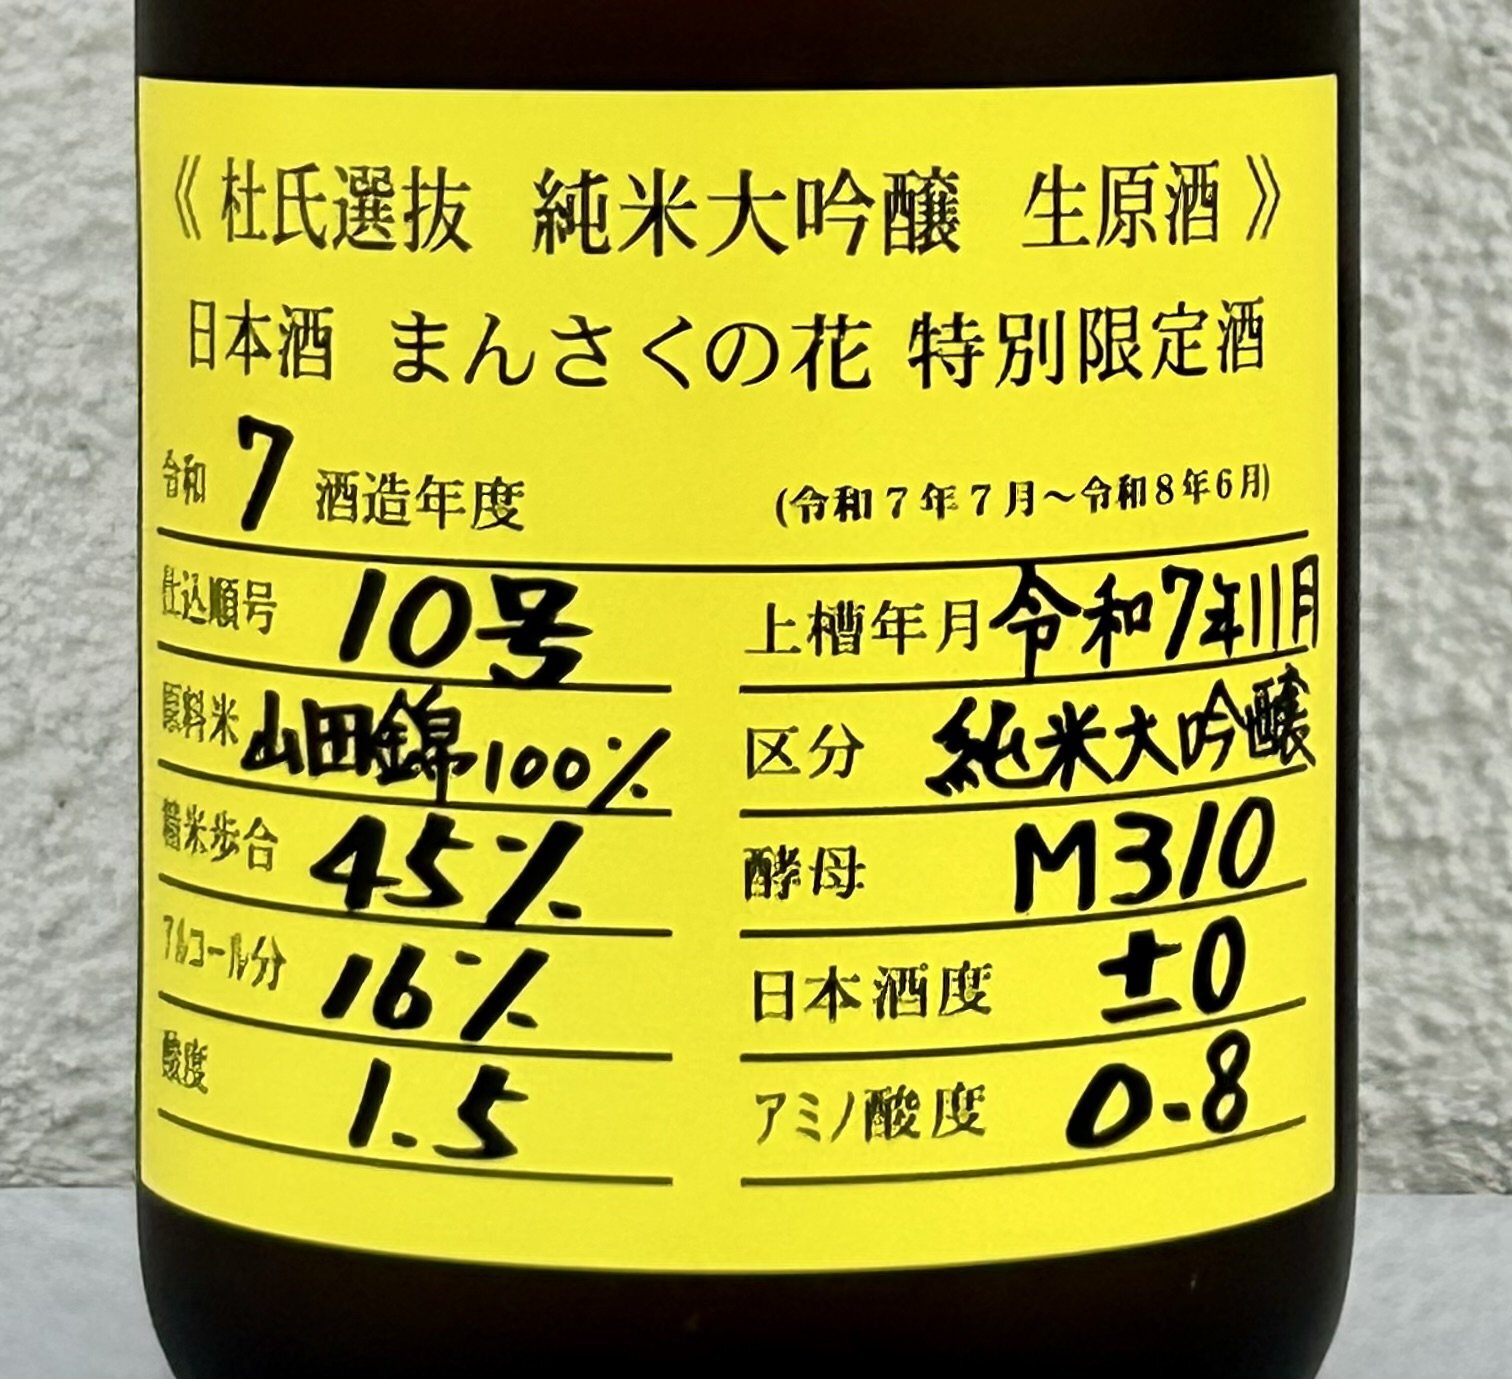 《杜氏選抜 純米大吟醸 生原酒》
日本酒 まんさくの花 特別限定酒
令和 7 酒造年度 (令和7年7月~令和8年6月)
仕込順号 10号 上槽年月 令和7年11月
原料米 山田錦100% 区分 純米大吟醸
精米歩合 45% 酵母 M310
アルコール分 16% 日本酒度 ±0
酸度 1.5 アミノ酸度 0.8